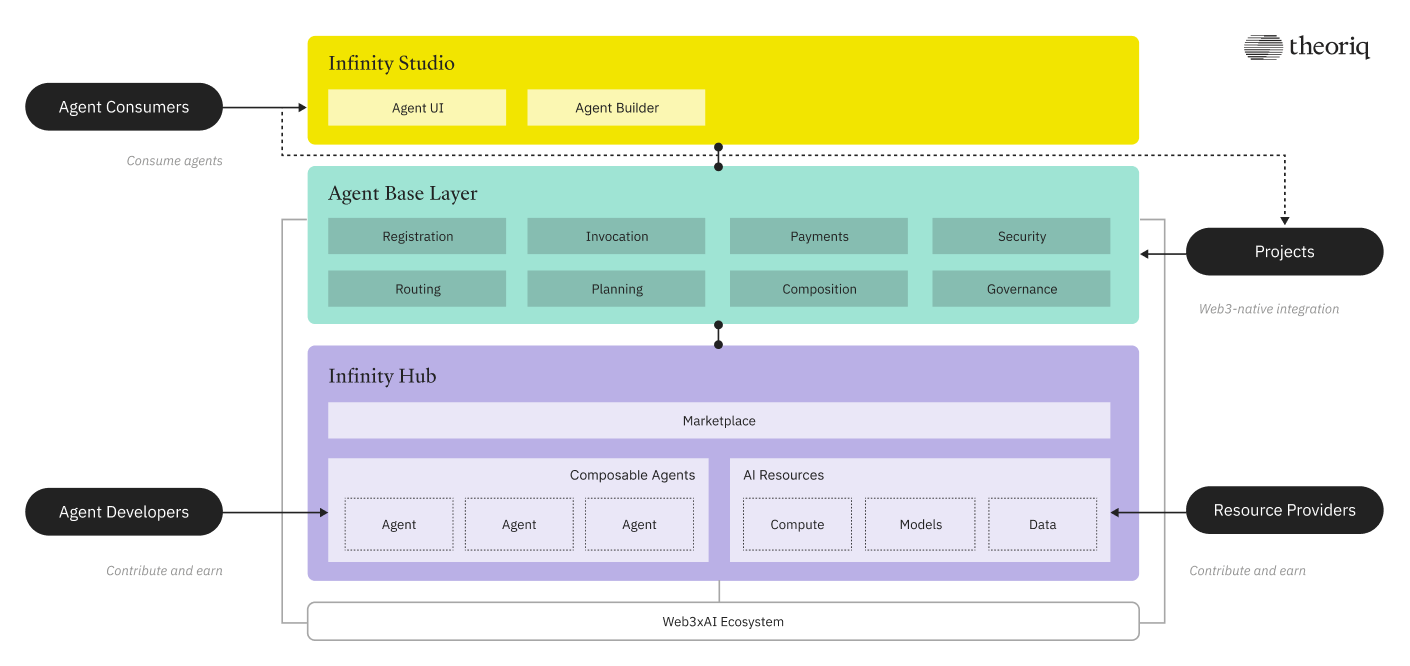 theoriq
Infinity Studio
Agent Consumers
Agent UI
Agent Builder
Consume agents
Agent Base Layer
Registration
Invocation
Payments
Security
Projects
Routing
Planning
Composition
Governance
Web3-native integration
Infinity Hub
Marketplace
Composable Agents
AI Resources
Agent Developers
Agent
Agent
Agent
Compute
Models
Data
Resource Providers
Contribute and earn
Contribute and earn
Web3xAI Ecosystem